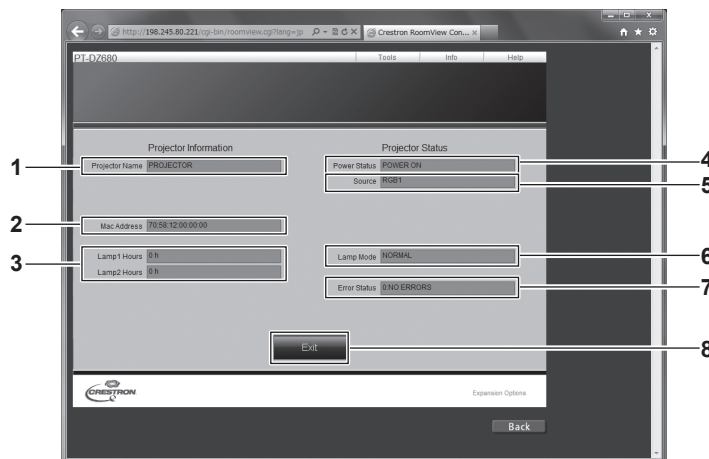 http://198.245.80.221/cgi-bin/roomview.cgi?lang=jp
Crestron RoomView Con... ×
PT-DZ680
Tools Info Help
Projector Information Projector Status
1 Projector Name PROJECTOR Power Status POWER ON 4
Source RGB1 5
2 Mac Address 70:58:12:00:00:00
3 Lamp1 Hours 0 h Lamp Mode NORMAL 6
Lamp2 Hours 0 h
Error Status 0:NO ERRORS 7
Exit 8
CRESTRON Expansion Options
Back